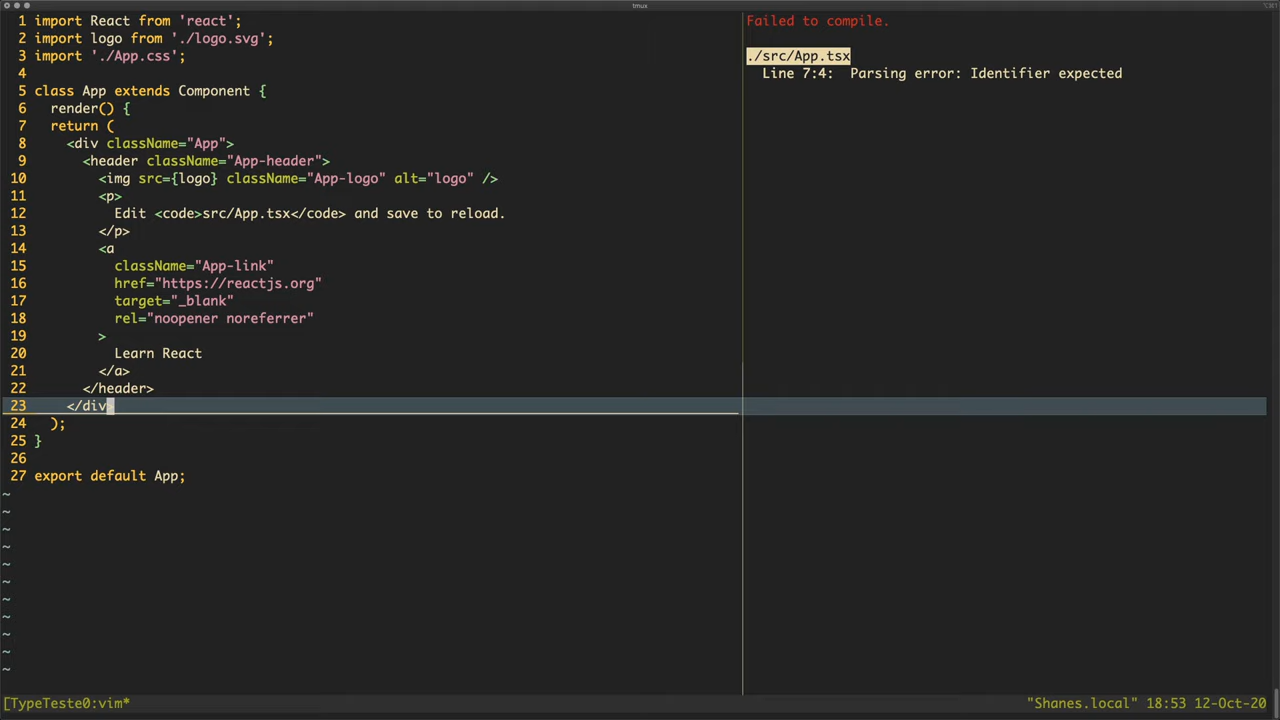 tmux
1 import React from 'react';
2 import logo from './logo.svg';
3 import './App.css';
4
5 class App extends Component {
6 render() {
7 return (
8 <div className="App">
9 <header className="App-header">
10 <img src={logo} className="App-logo" alt="logo" />
11 <p>
12 Edit <code>src/App.tsx</code> and save to reload.
13 </p>
14 <a
15 className="App-link"
16 href="https://reactjs.org"
17 target="_blank"
18 rel="noopener noreferrer"
19 >
20 Learn React
21 </a>
22 </header>
23 </div>
24 );
25 }
26
27 export default App;
~
~
~
~
~
~
~
~
~
~
~
Failed to compile.
./src/App.tsx
Line 7:4: Parsing error: Identifier expected
[TypeTeste0:vim* "Shanes.local" 18:53 12-Oct-20